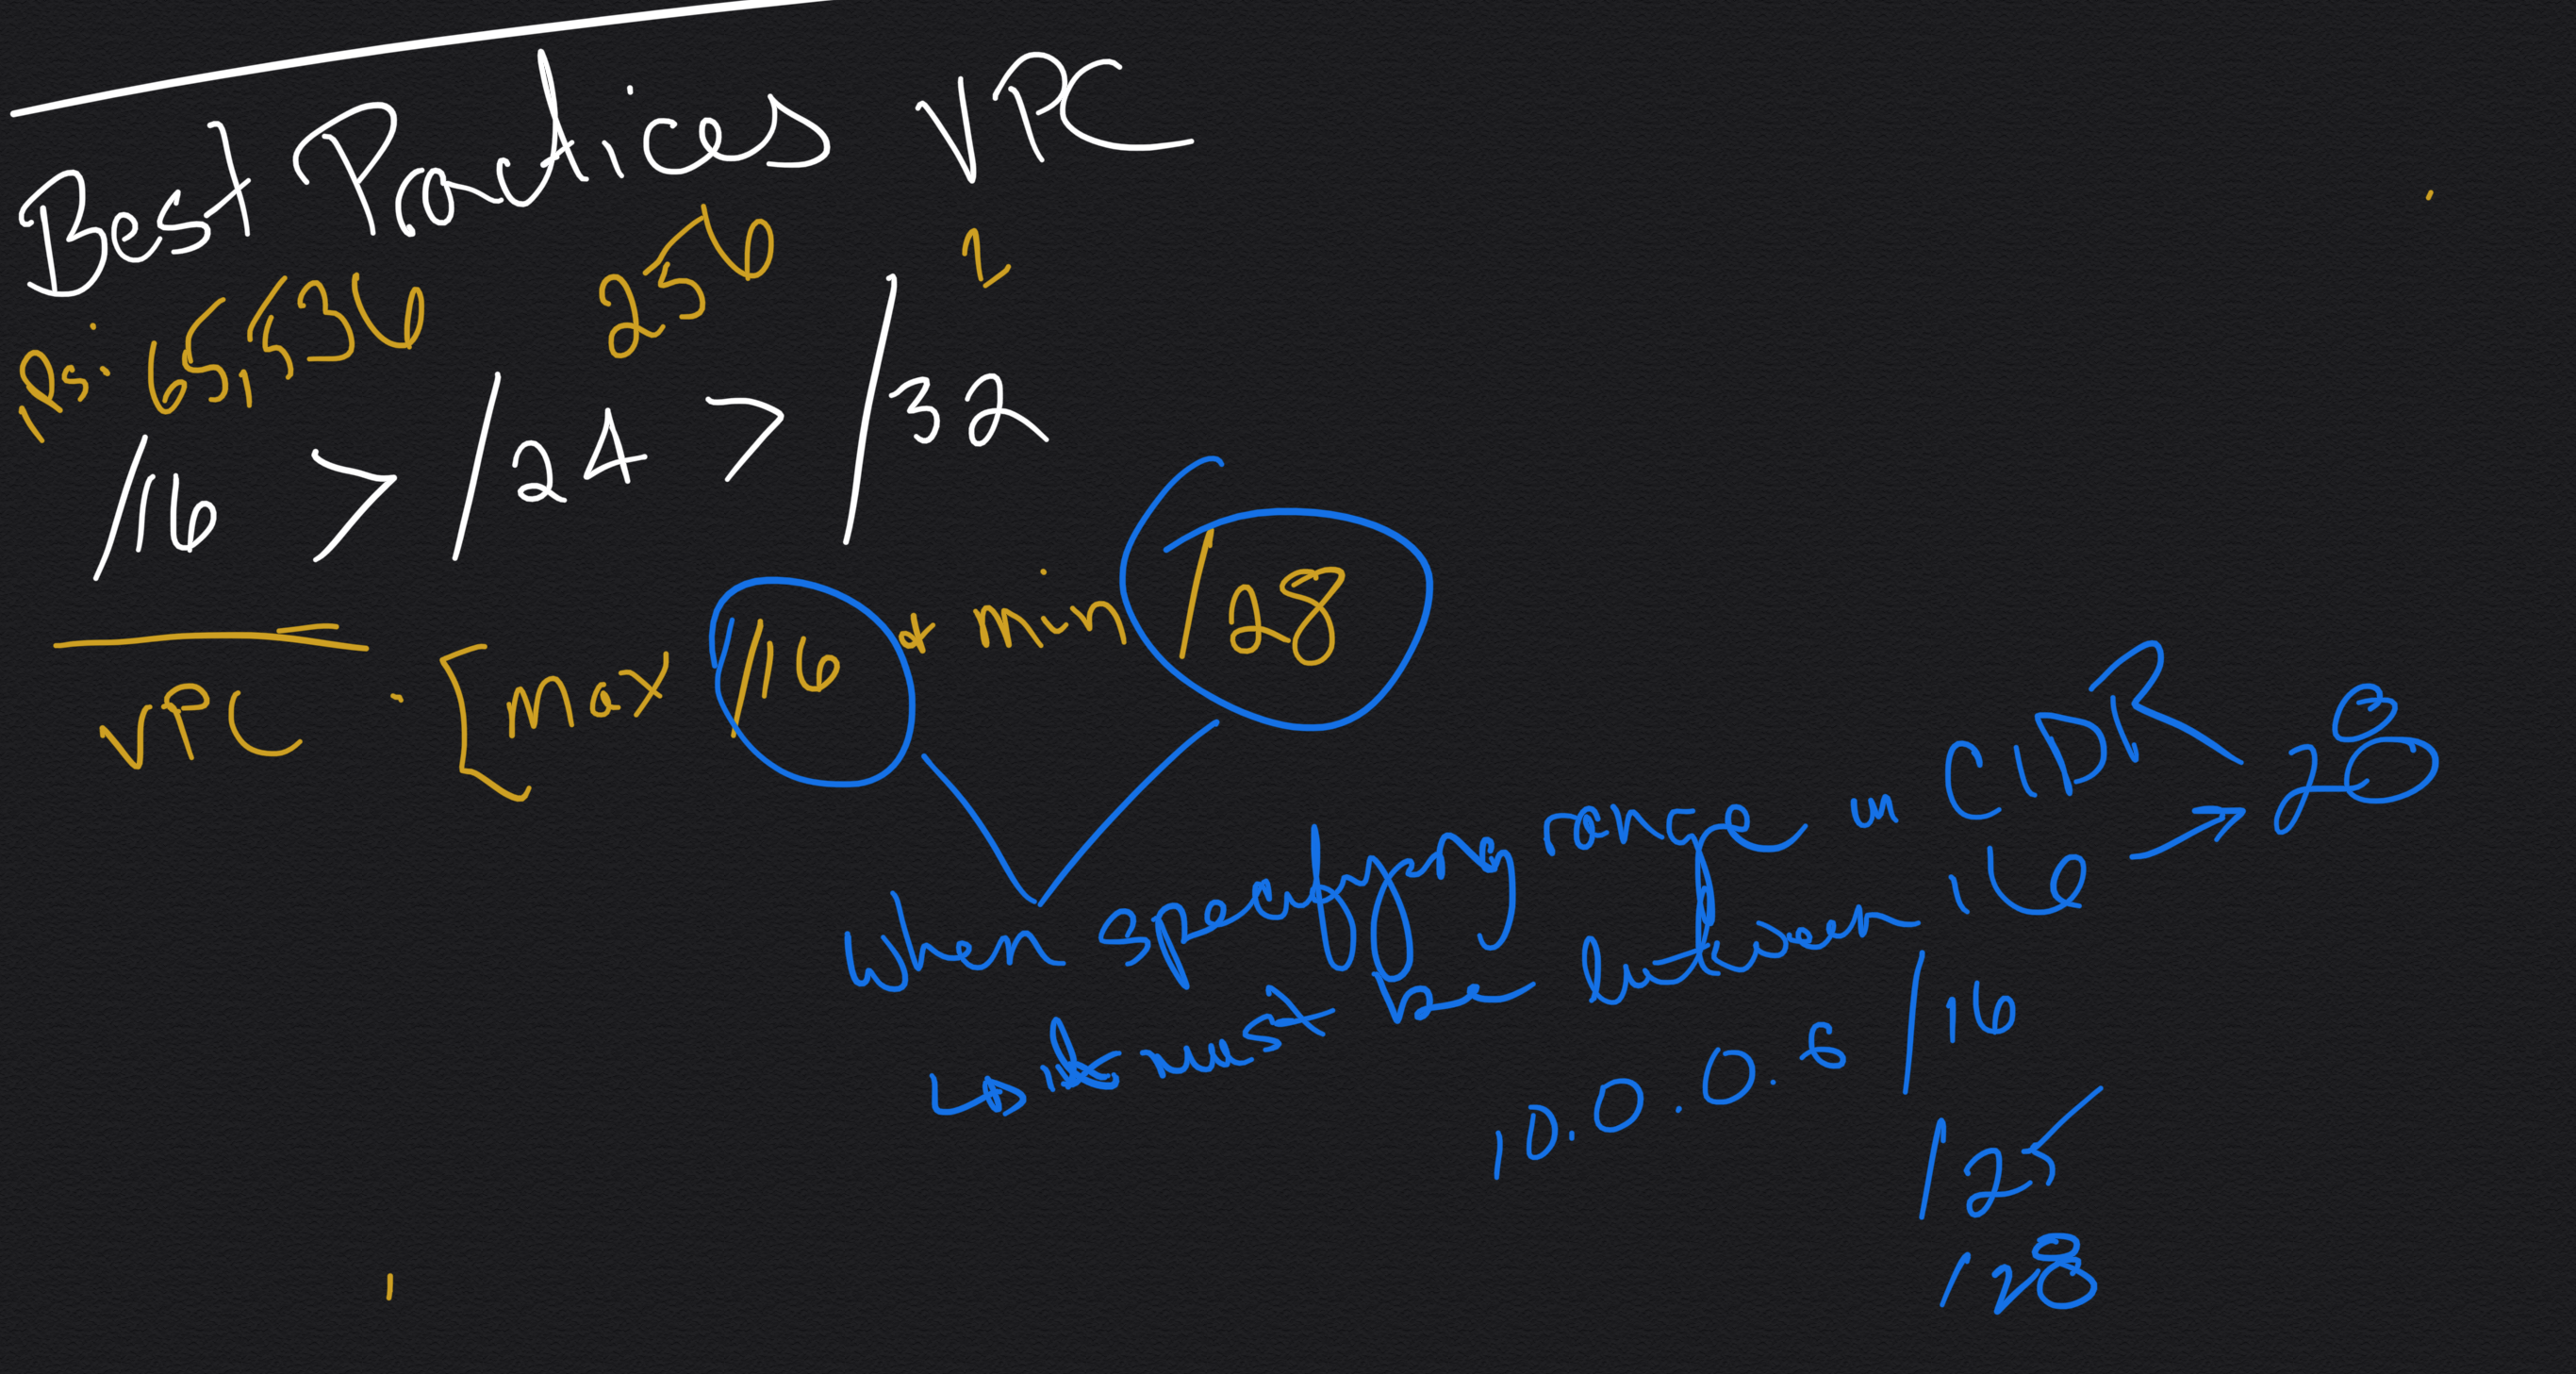 Best Practices VPC
IPs: 65,536 256 1
/16 > /24 > /32
VPC · [max /16 & min /28
When specifying range in CIDR
↳ it must be between 16 → 28
10.0.0.6/16
/25
/28